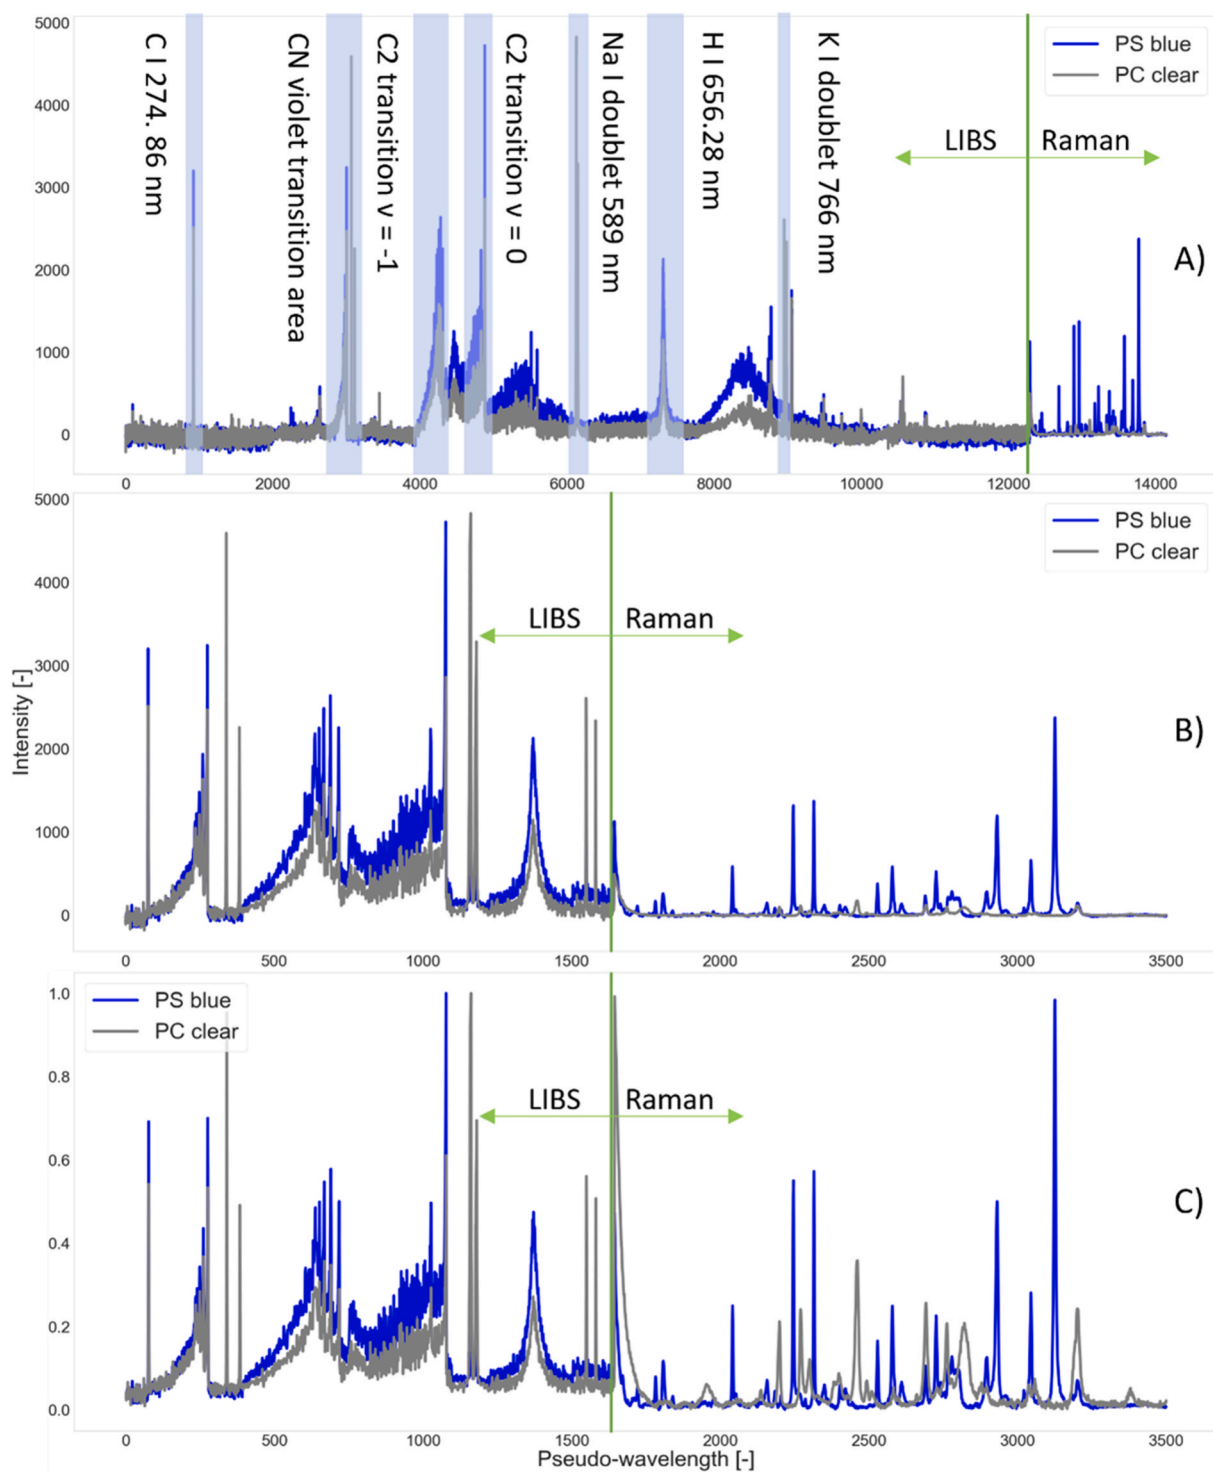 5000
4000
3000
2000
1000
0
C I 274. 86 nm
CN violet transition area
C2 transition v = -1
C2 transition v = 0
Na I doublet 589 nm
H I 656.28 nm
K I doublet 766 nm
PS blue
PC clear
LIBS
Raman
A)
0
2000
4000
6000
8000
10000
12000
14000
5000
4000
3000
2000
1000
0
PS blue
PC clear
LIBS
Raman
B)
0
500
1000
1500
2000
2500
3000
3500
Intensity [-]
1.0
0.8
0.6
0.4
0.2
0.0
PS blue
PC clear
LIBS
Raman
C)
0
500
1000
1500
2000
2500
3000
3500
Pseudo-wavelength [-]